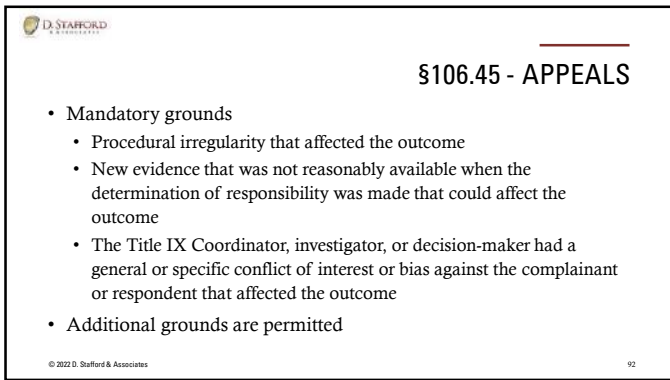 D. STAFFORD
& ASSOCIATES
§106.45 - APPEALS
• Mandatory grounds
• Procedural irregularity that affected the outcome
• New evidence that was not reasonably available when the
determination of responsibility was made that could affect the
outcome
• The Title IX Coordinator, investigator, or decision-maker had a
general or specific conflict of interest or bias against the complainant
or respondent that affected the outcome
• Additional grounds are permitted
© 2022 D. Stafford & Associates
92